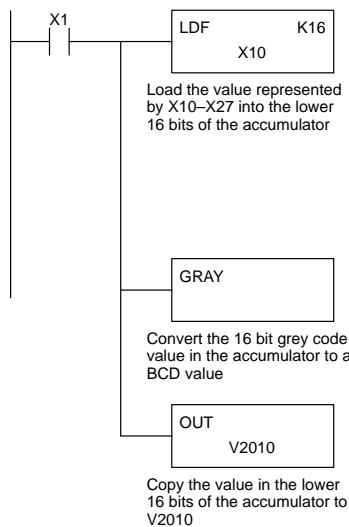 X1
LDF K16
X10
Load the value represented
by X10–X27 into the lower
16 bits of the accumulator
GRAY
Convert the 16 bit grey code
value in the accumulator to a
BCD value
OUT
V2010
Copy the value in the lower
16 bits of the accumulator to
V2010